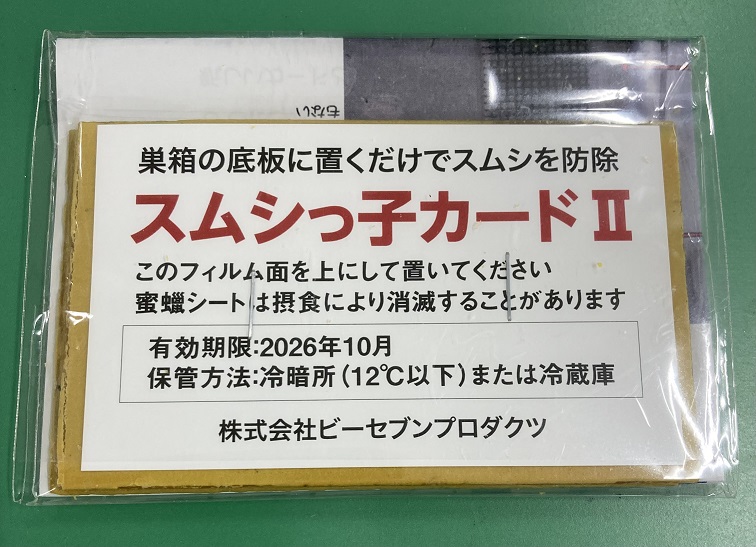 もない
巣箱の底板に置くだけでスムシを防除
スムシっ子カードⅡ
このフィルム面を上にして置いてください
蜜蠟シートは摂食により消滅することがあります
有効期限:2026年10月
保管方法:冷暗所(12℃以下)または冷蔵庫
株式会社ビーセブンプロダクツ